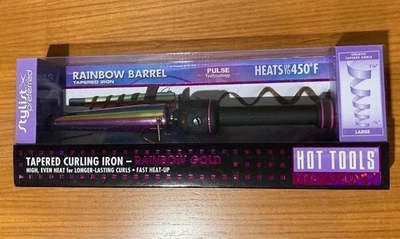 stylist
preferred
RAINBOW BARREL
TAPERED IRON
PULSE
Technology
HEATS UP TO 450°F
CREATES
TAPERED CURLS
LARGE
TAPERED CURLING IRON – RAINBOW GOLD
HIGH, EVEN HEAT for LONGER-LASTING CURLS • FAST HEAT-UP
HOT TOOLS